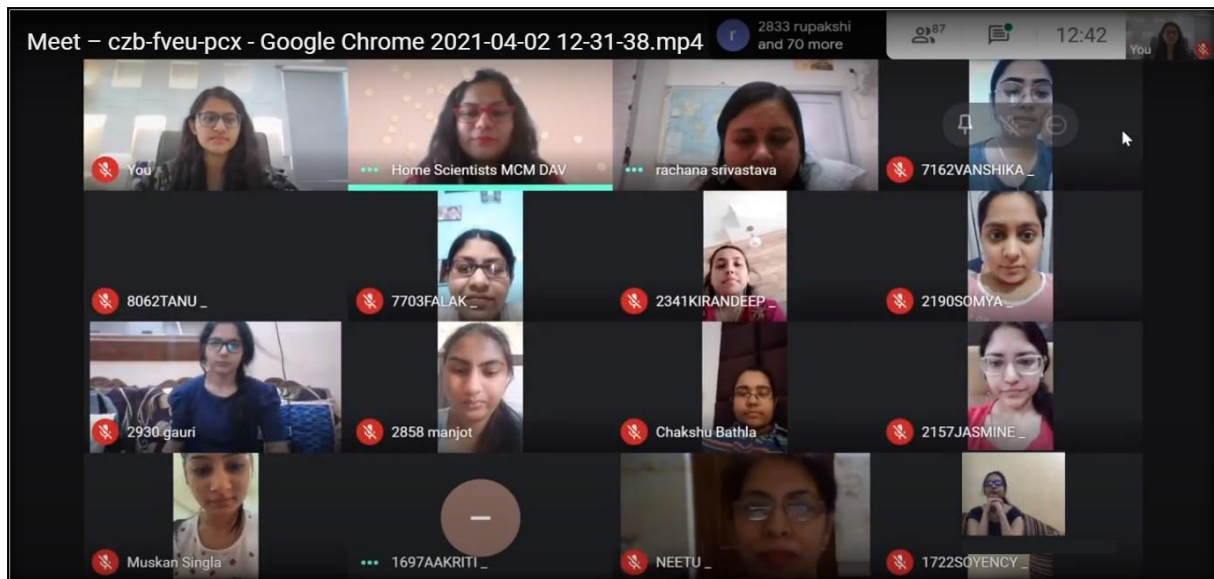 Meet – czb-fveu-pcx - Google Chrome 2021-04-02 12-31-38.mp4
r
2833 rupakshi
and 70 more
87
12:42
You
You
Home Scientists MCM DAV
rachana srivastava
7162VANSHIKA _
8062TANU _
7703FALAK _
2341KIRANDEEP _
2190SOMYA _
2930 gauri
2858 manjot
Chakshu Bathla
2157JASMINE _
Muskan Singla
1697AAKRITI _
NEETU _
1722SOYENCY _